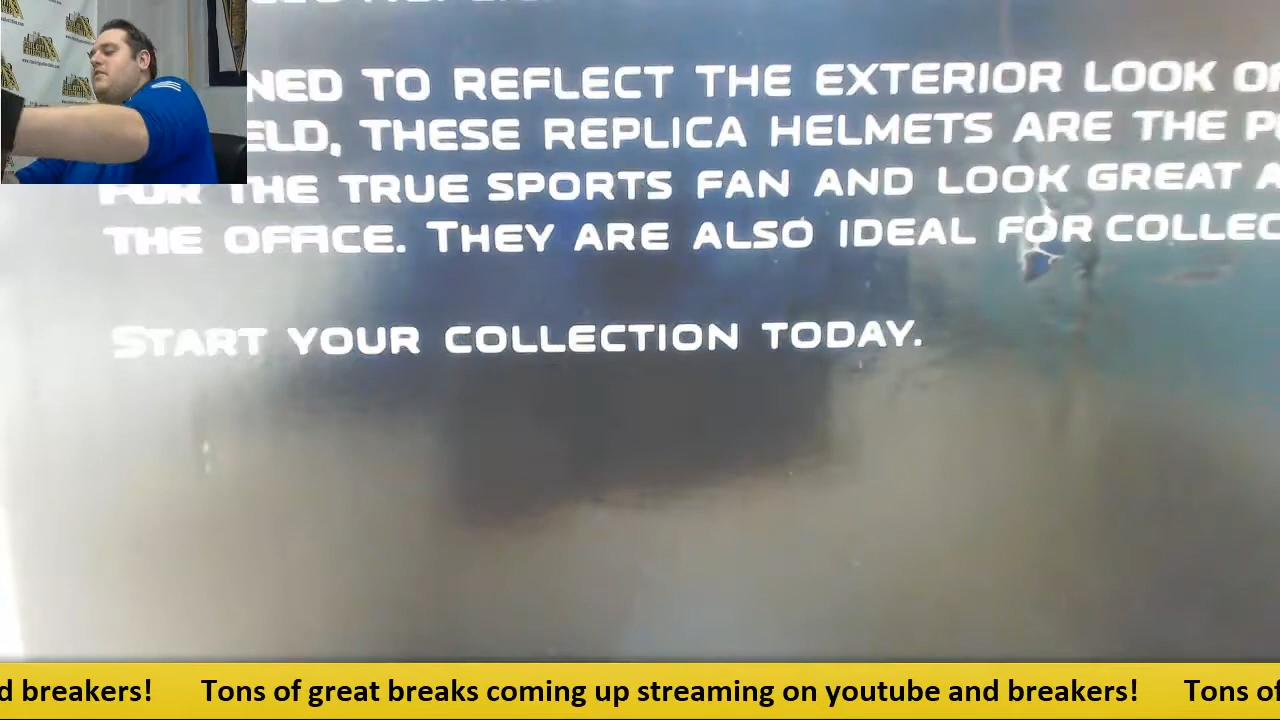 NED TO REFLECT THE EXTERIOR LOOK
ELD, THESE REPLICA HELMETS ARE THE
FOR THE TRUE SPORTS FAN AND LOOK GREAT
THE OFFICE. THEY ARE ALSO IDEAL FOR COLLEC
START YOUR COLLECTION TODAY.
d breakers! Tons of great breaks coming up streaming on youtube and breakers! Tons of